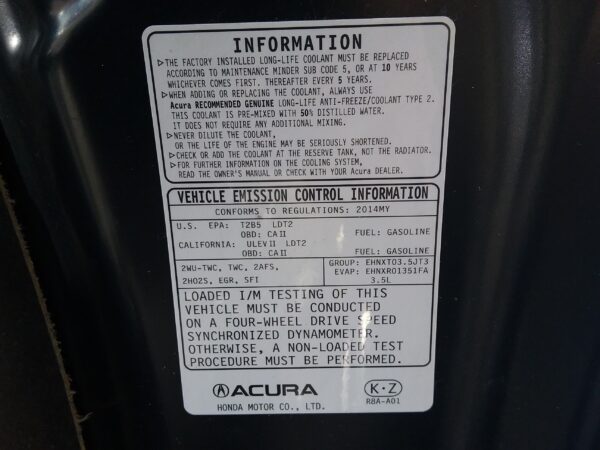 INFORMATION
▷THE FACTORY INSTALLED LONG-LIFE COOLANT MUST BE REPLACED
ACCORDING TO MAINTENANCE MINDER SUB CODE 5, OR AT 10 YEARS
WHICHEVER COMES FIRST. THEREAFTER EVERY 5 YEARS.
▷WHEN ADDING OR REPLACING THE COOLANT, ALWAYS USE
Acura RECOMMENDED GENUINE LONG-LIFE ANTI-FREEZE/COOLANT TYPE 2.
THIS COOLANT IS PRE-MIXED WITH 50% DISTILLED WATER.
IT DOES NOT REQUIRE ANY ADDITIONAL MIXING.
▷NEVER DILUTE THE COOLANT,
OR THE LIFE OF THE ENGINE MAY BE SERIOUSLY SHORTENED.
▷CHECK OR ADD THE COOLANT AT THE RESERVE TANK, NOT THE RADIATOR.
▷FOR FURTHER INFORMATION ON THE COOLING SYSTEM,
READ THE OWNER'S MANUAL OR CHECK WITH YOUR Acura DEALER.
VEHICLE EMISSION CONTROL INFORMATION
CONFORMS TO REGULATIONS: 2014MY
U.S. EPA: T2B5 LDT2
OBD: CAII FUEL: GASOLINE
CALIFORNIA: ULEVII LDT2
OBD: CAII FUEL: GASOLINE
2WU-TWC, TWC, 2AFS,
2HO2S, EGR, SFI
GROUP: EHNXT03.5JT3
EVAP: EHNXR0135IFA
3.5L
LOADED I/M TESTING OF THIS
VEHICLE MUST BE CONDUCTED
ON A FOUR-WHEEL DRIVE SPEED
SYNCHRONIZED DYNAMOMETER.
OTHERWISE, A NON-LOADED TEST
PROCEDURE MUST BE PERFORMED.
ACURA
HONDA MOTOR CO., LTD.
K·Z
R8A-A01